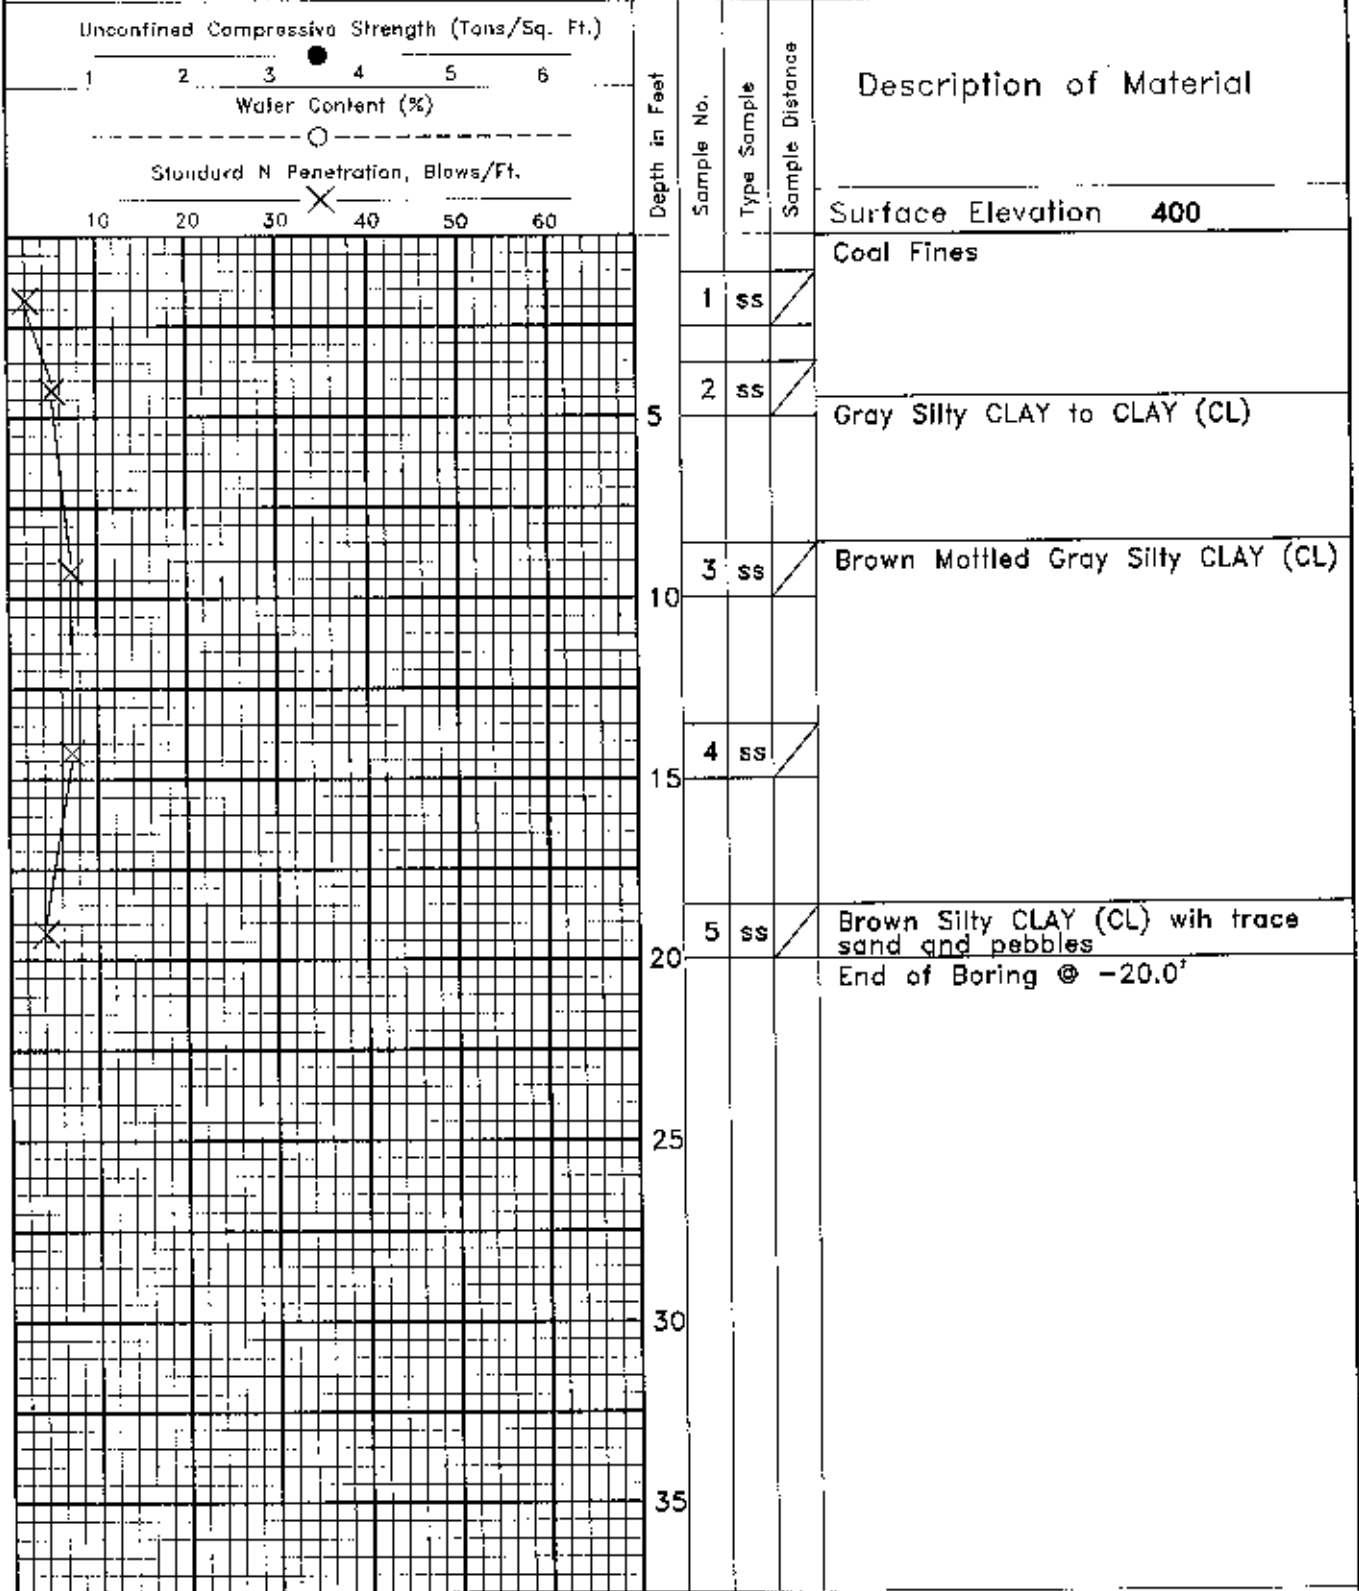 Unconfined Compressive Strength (Tons/Sq. Ft.)
1 2 3 4 5 6
Water Content (%)
Standard N Penetration, Blows/Ft.
10 20 30 40 50 60
Depth in Feet
Sample No.
Type Sample
Sample Distance
Description of Material
Surface Elevation 400
Coal Fines
1 ss
2 ss
5
Gray Silty CLAY to CLAY (CL)
3 ss
Brown Mottled Gray Silty CLAY (CL)
10
4 ss
15
5 ss
Brown Silty CLAY (CL) wih trace
sand and pebbles
20
End of Boring @ -20.0'
25
30
35